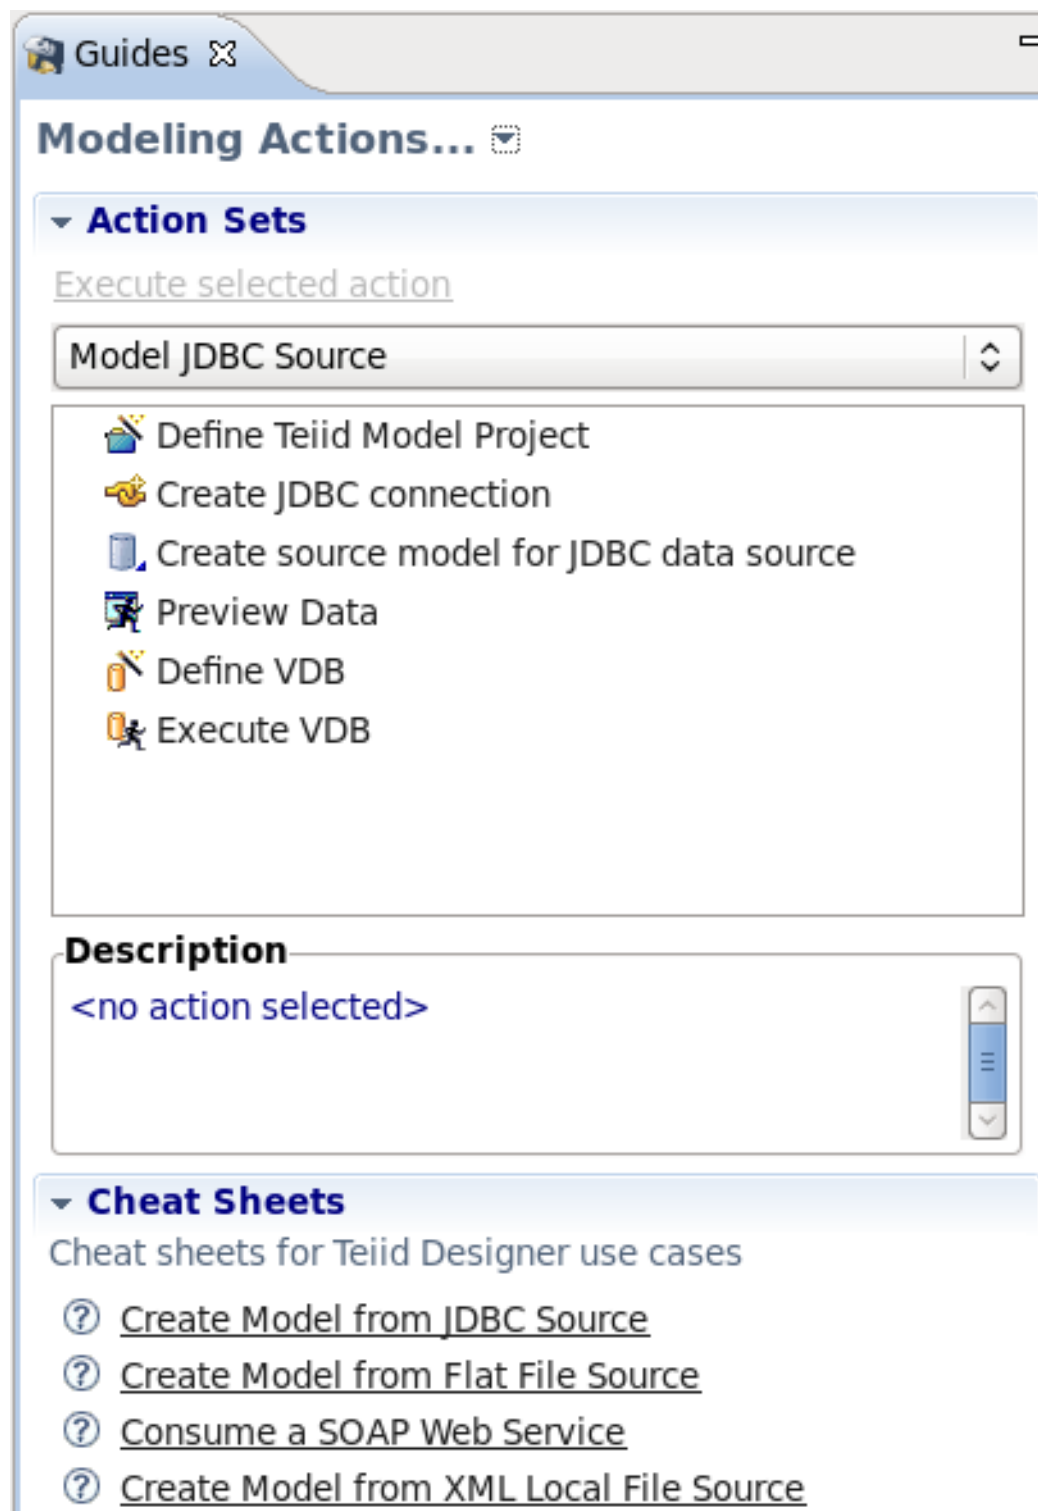 Guides
Modeling Actions...
Action Sets
Execute selected action
Model JDBC Source
Define Teiid Model Project
Create JDBC connection
Create source model for JDBC data source
Preview Data
Define VDB
Execute VDB
Description
<no action selected>
Cheat Sheets
Cheat sheets for Teiid Designer use cases
Create Model from JDBC Source
Create Model from Flat File Source
Consume a SOAP Web Service
Create Model from XML Local File Source